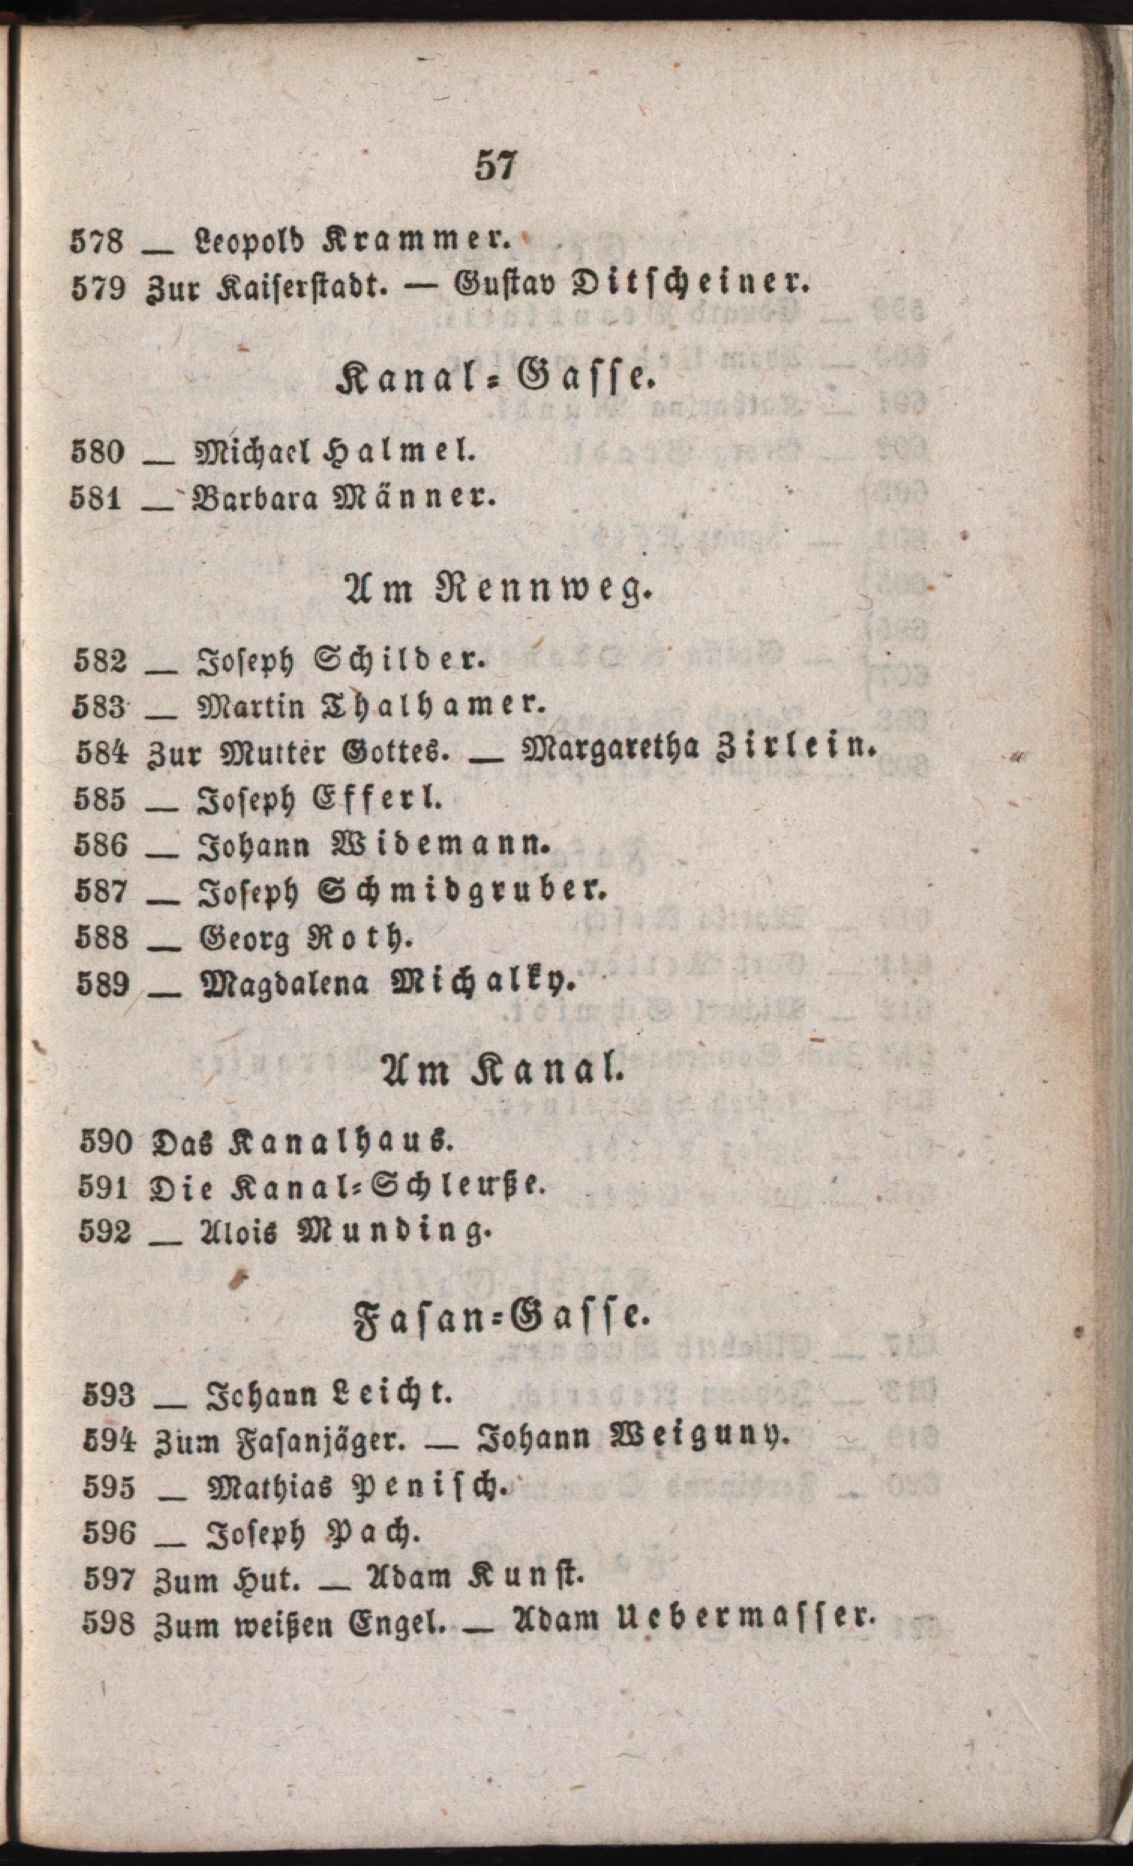 57
578 — Leopold Krammer.
579 Zur Kaiserstadt. — Gustav Ditscheiner.
Kanal-Gasse.
580 — Michael Halmel.
581 — Barbara Männer.
Am Rennweg.
582 — Joseph Schilder.
583 — Martin Thalhamer.
584 Zur Mutter Gottes. — Margaretha Zirlein.
585 — Joseph Efferl.
586 — Johann Widemann.
587 — Joseph Schmidgruber.
588 — Georg Roth.
589 — Magdalena Michalky.
Am Kanal.
590 Das Kanalhaus.
591 Die Kanal-Schleuße.
592 — Alois Munding.
Fasan-Gasse.
593 — Johann Leicht.
594 Zum Fasanjäger. — Johann Weiguny.
595 — Mathias Penisch.
596 — Joseph Pach.
597 Zum Hut. — Adam Kunst.
598 Zum weißen Engel. — Adam Uebermasser.